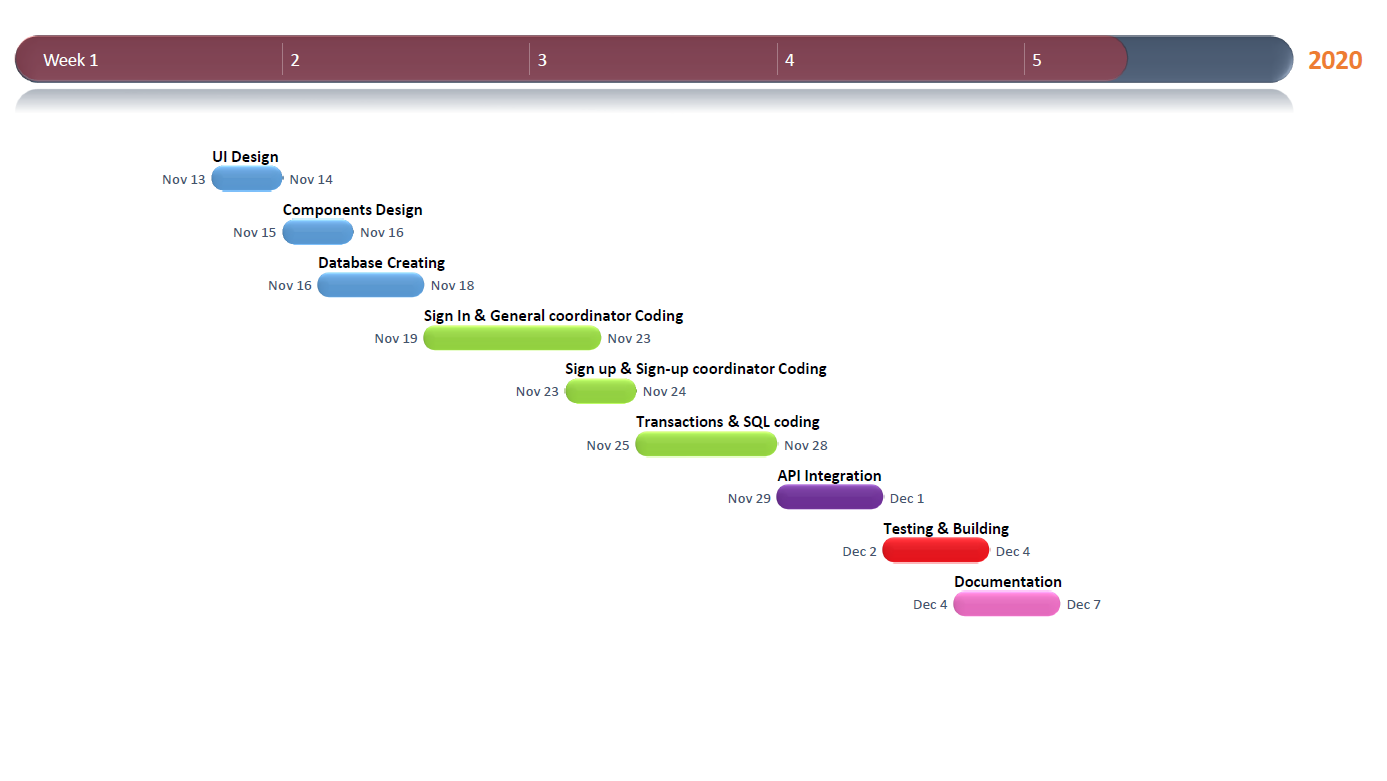 Week 1 2 3 4 5 2020
UI Design
Nov 13 Nov 14
Components Design
Nov 15 Nov 16
Database Creating
Nov 16 Nov 18
Sign In & General coordinator Coding
Nov 19 Nov 23
Sign up & Sign-up coordinator Coding
Nov 23 Nov 24
Transactions & SQL coding
Nov 25 Nov 28
API Integration
Nov 29 Dec 1
Testing & Building
Dec 2 Dec 4
Documentation
Dec 4 Dec 7